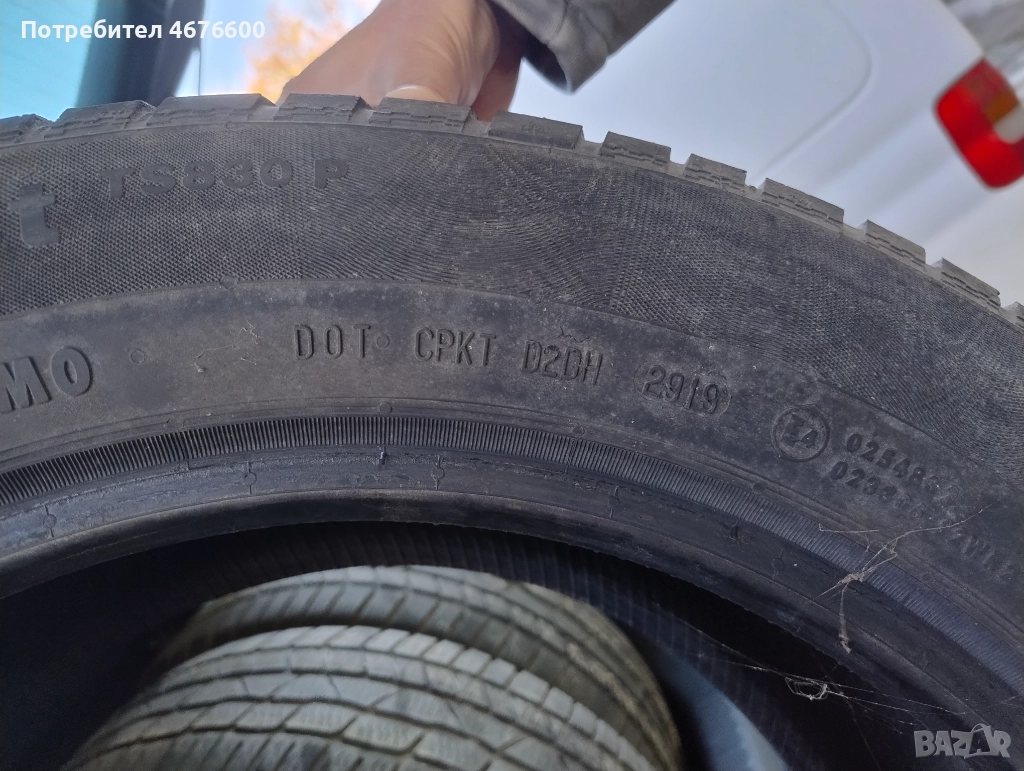 Потребител 4676600
t TS830 P
MO DOT CPKT D2DH 2919
E4
BAZAR